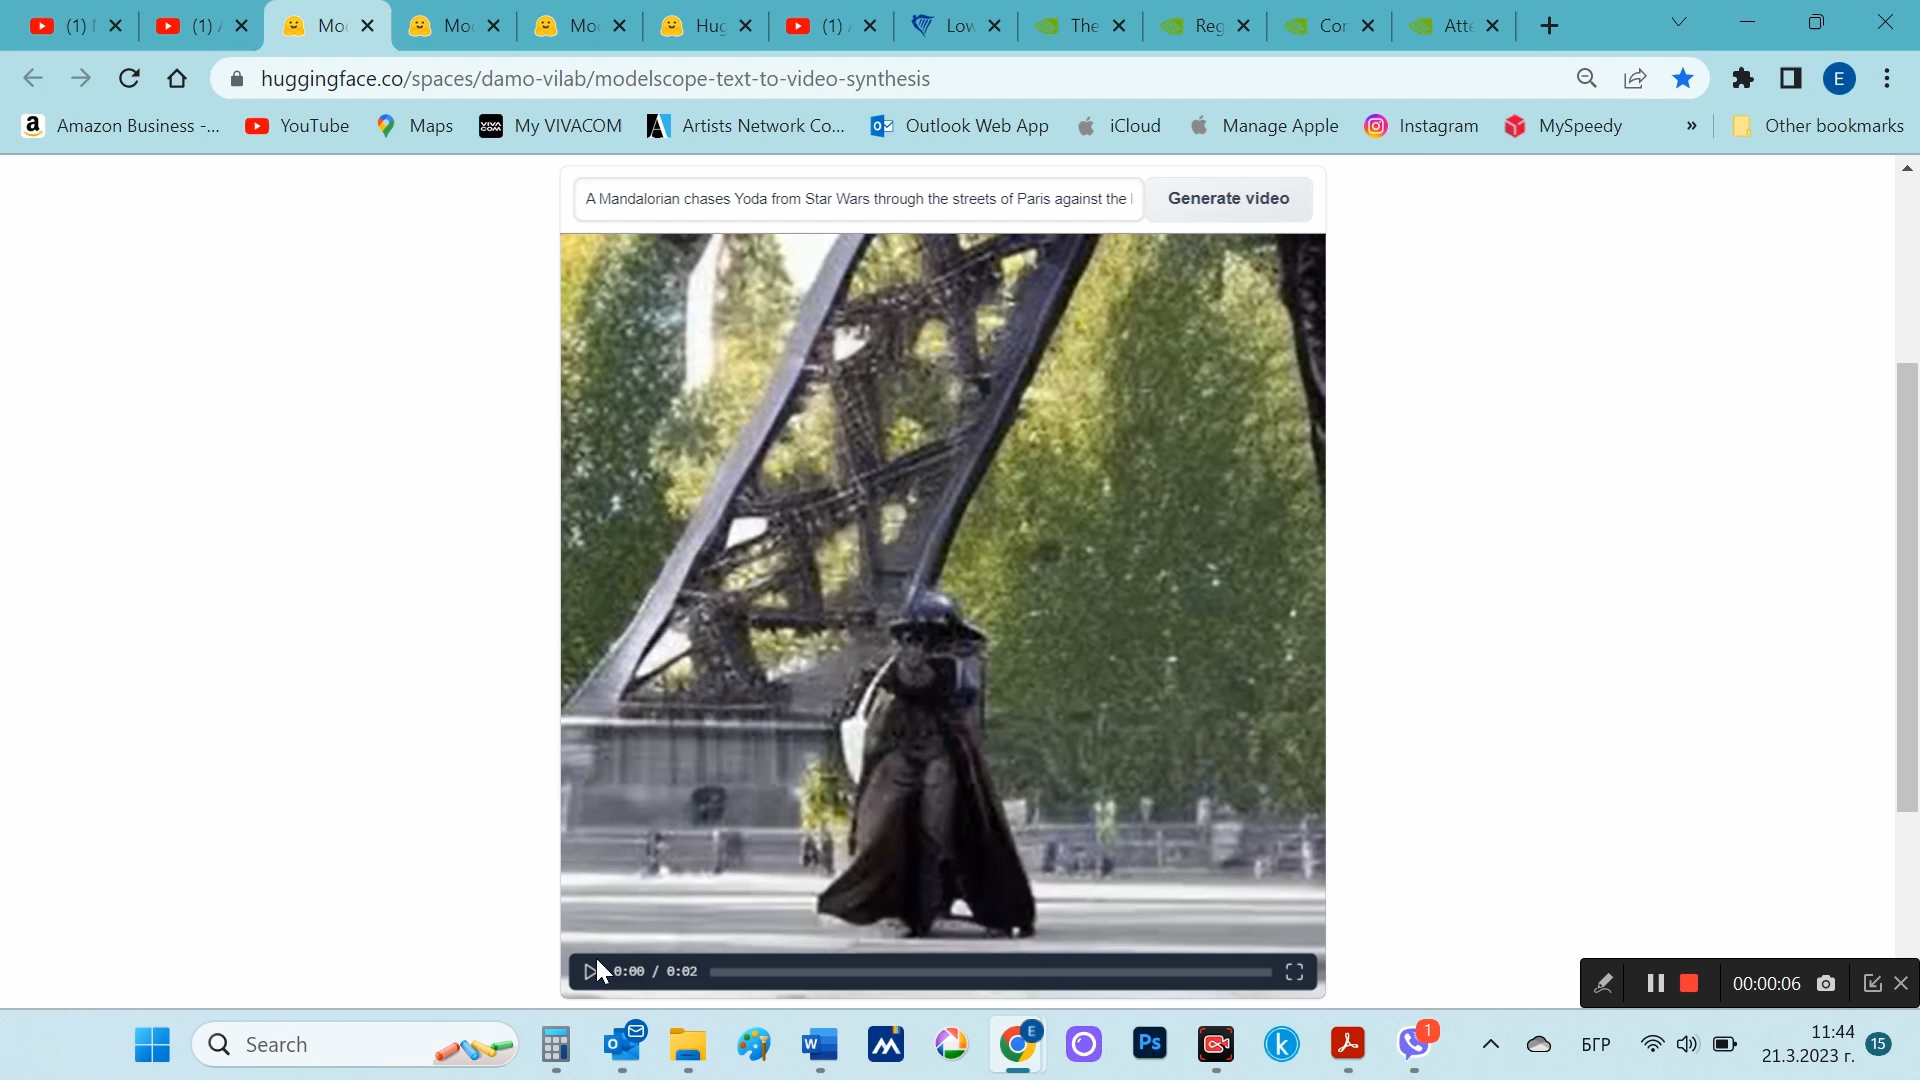 (1)
(1)
Mo
Mo
Mo
Hug
(1)
Low
The
Reg
Cor
Atte
huggingface.co/spaces/damo-vilab/modelscope-text-to-video-synthesis
E
Amazon Business -...
YouTube
Maps
My VIVACOM
Artists Network Co...
Outlook Web App
iCloud
Manage Apple
Instagram
MySpeedy
»
Other bookmarks
A Mandalorian chases Yoda from Star Wars through the streets of Paris against the
Generate video
0:00 / 0:02
00:00:06
Search
E
Ps
1
БГР
11:44
21.3.2023 г.
15